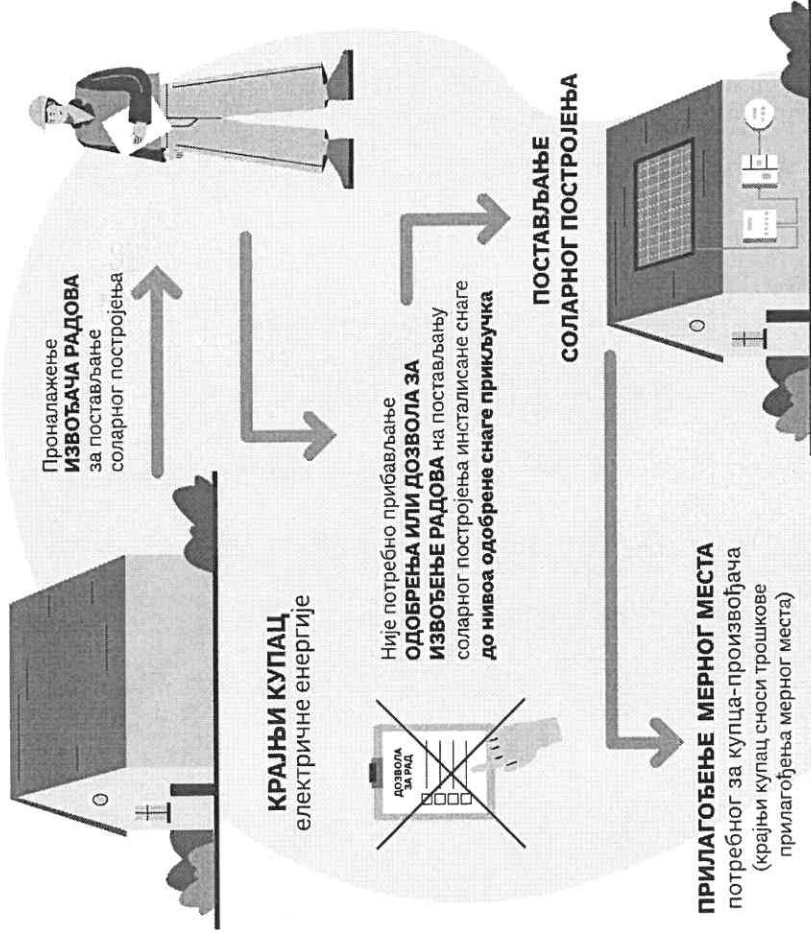 Проналажење
ИЗВОЂАЧА РАДОВА
за постављање
соларног постројења
КРАЈЊИ КУПАЦ
електричне енергије
ДОЗВОЛА
ЗА РАД
Није потребно прибављање
ОДОБРЕЊА ИЛИ ДОЗВОЛА ЗА
ИЗВОЂЕЊЕ РАДОВА на постављању
соларног постројења инсталисане снаге
до нивоа одобрене снаге прикључка
ПОСТАВЉАЊЕ
СОЛАРНОГ ПОСТРОЈЕЊА
ПРИЛАГОЂЕЊЕ МЕРНОГ МЕСТА
потребног за купца-произвођача
(крајњи купац сноси трошкове
прилагођења мерног места)